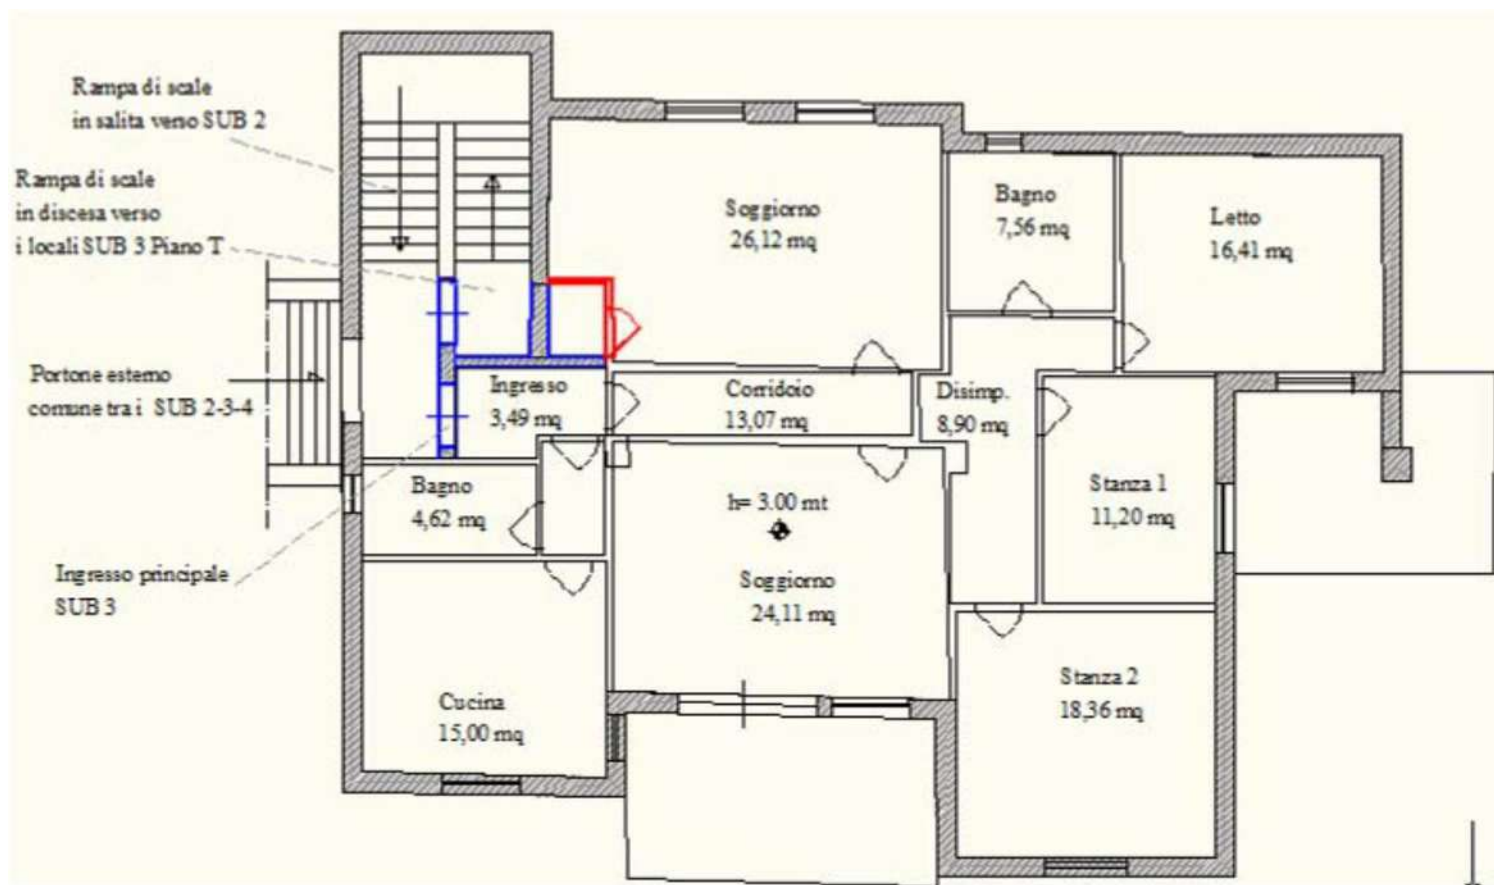 Rampa di scale
in salita verso SUB 2
Rampa di scale
in discesa verso
i locali SUB 3 Piano T
Portone esterno
comune tra i SUB 2-3-4
Ingresso principale
SUB 3
Soggiorno
26,12 mq
Bagno
7,56 mq
Letto
16,41 mq
Ingresso
3,49 mq
Corridoio
13,07 mq
Disimp.
8,90 mq
Bagno
4,62 mq
h= 3.00 mt
Stanza 1
11,20 mq
Soggiorno
24,11 mq
Cucina
15,00 mq
Stanza 2
18,36 mq